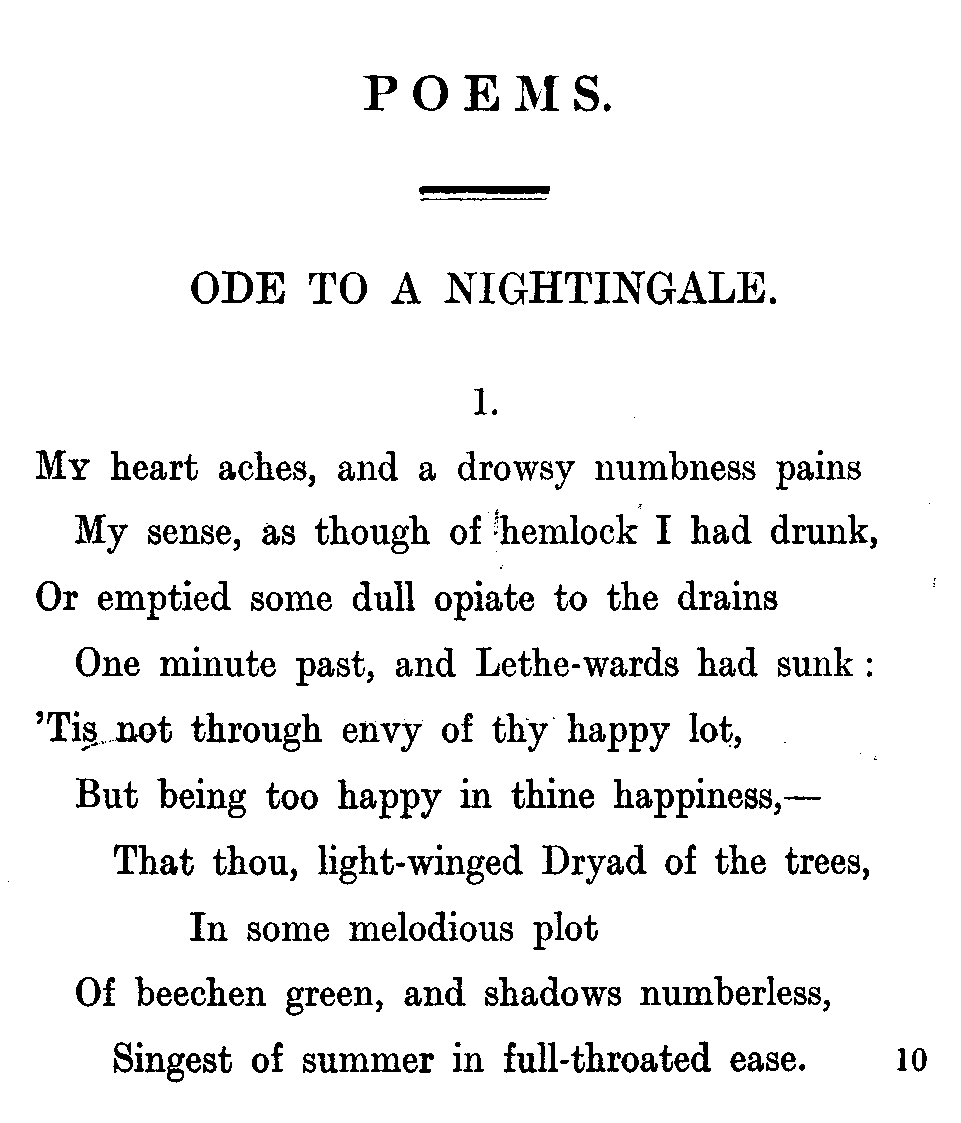 POEMS.
ODE TO A NIGHTINGALE.
1.
MY heart aches, and a drowsy numbness pains
My sense, as though of hemlock I had drunk,
Or emptied some dull opiate to the drains
One minute past, and Lethe-wards had sunk :
’Tis not through envy of thy happy lot,
But being too happy in thine happiness,—
That thou, light-winged Dryad of the trees,
In some melodious plot
Of beechen green, and shadows numberless,
Singest of summer in full-throated ease. 10